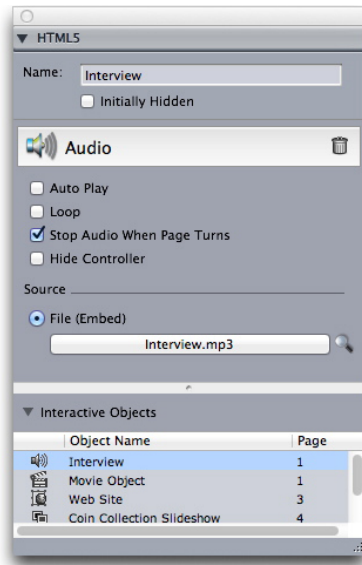 HTML5
Name: Interview
Initially Hidden
Audio
Auto Play
Loop
Stop Audio When Page Turns
Hide Controller
Source
File (Embed)
Interview.mp3
Interactive Objects
Object Name Page
Interview 1
Movie Object 1
Web Site 3
Coin Collection Slideshow 4